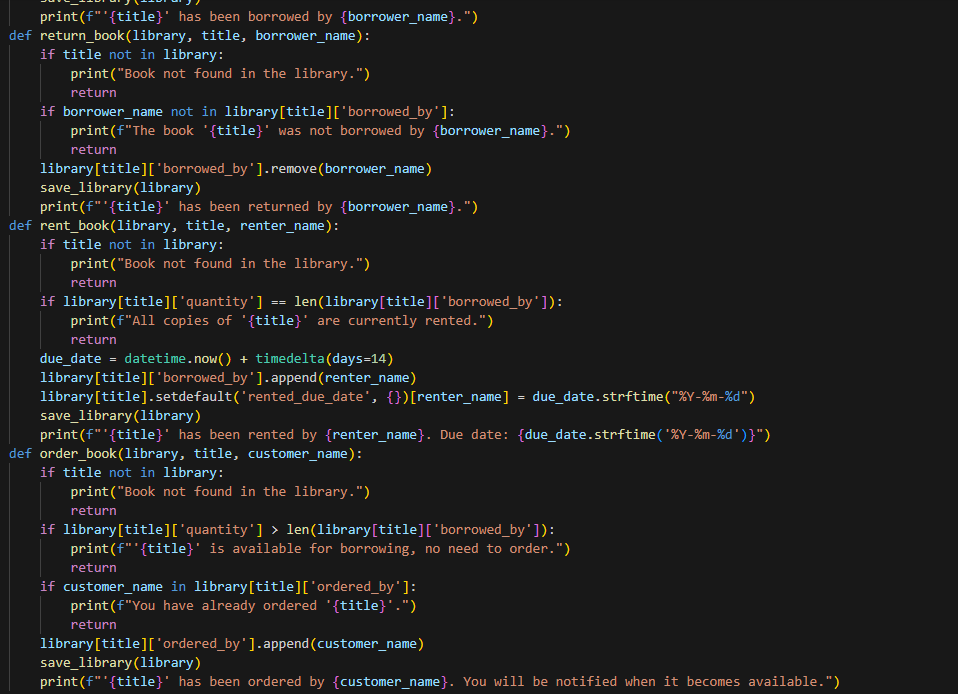 save_library(library)
    print(f"'{title}' has been borrowed by {borrower_name}.")
def return_book(library, title, borrower_name):
    if title not in library:
        print("Book not found in the library.")
        return
    if borrower_name not in library[title]['borrowed_by']:
        print(f"The book '{title}' was not borrowed by {borrower_name}.")
        return
    library[title]['borrowed_by'].remove(borrower_name)
    save_library(library)
    print(f"'{title}' has been returned by {borrower_name}.")
def rent_book(library, title, renter_name):
    if title not in library:
        print("Book not found in the library.")
        return
    if library[title]['quantity'] == len(library[title]['borrowed_by']):
        print(f"All copies of '{title}' are currently rented.")
        return
    due_date = datetime.now() + timedelta(days=14)
    library[title]['borrowed_by'].append(renter_name)
    library[title].setdefault('rented_due_date', {})[renter_name] = due_date.strftime("%Y-%m-%d")
    save_library(library)
    print(f"'{title}' has been rented by {renter_name}. Due date: {due_date.strftime('%Y-%m-%d')}")
def order_book(library, title, customer_name):
    if title not in library:
        print("Book not found in the library.")
        return
    if library[title]['quantity'] > len(library[title]['borrowed_by']):
        print(f"'{title}' is available for borrowing, no need to order.")
        return
    if customer_name in library[title]['ordered_by']:
        print(f"You have already ordered '{title}'.")
        return
    library[title]['ordered_by'].append(customer_name)
    save_library(library)
    print(f"'{title}' has been ordered by {customer_name}. You will be notified when it becomes available.")